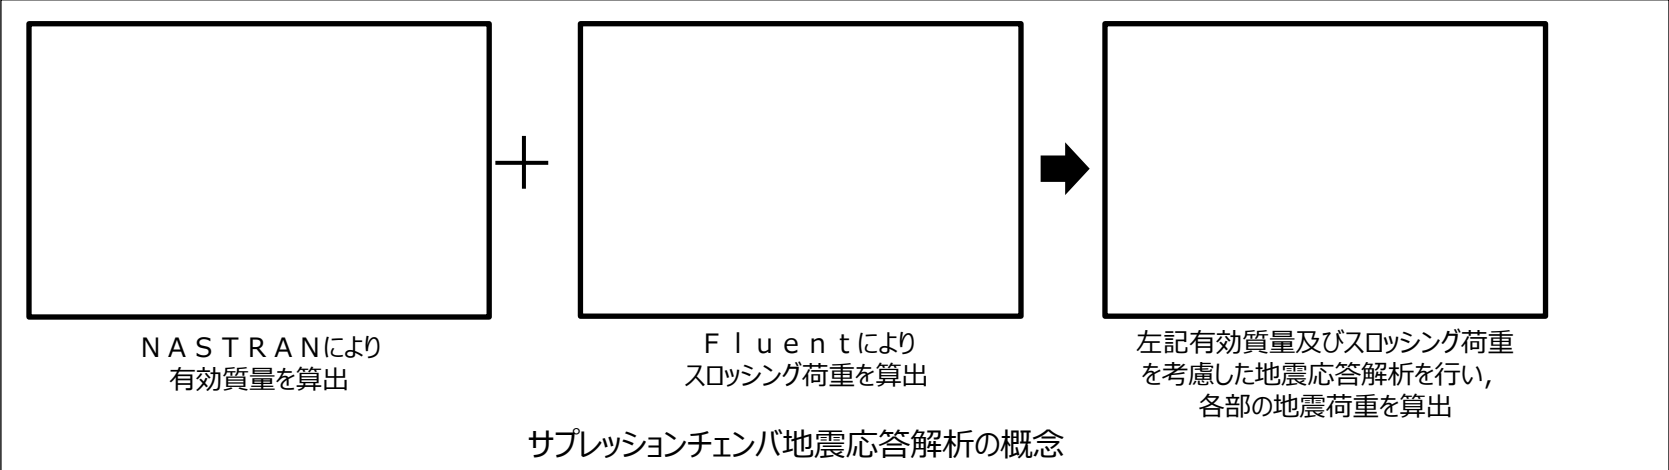 NASTRANにより
有効質量を算出
Fluentにより
スロッシング荷重を算出
左記有効質量及びスロッシング荷重
を考慮した地震応答解析を行い，
各部の地震荷重を算出
サプレッションチェンバ地震応答解析の概念